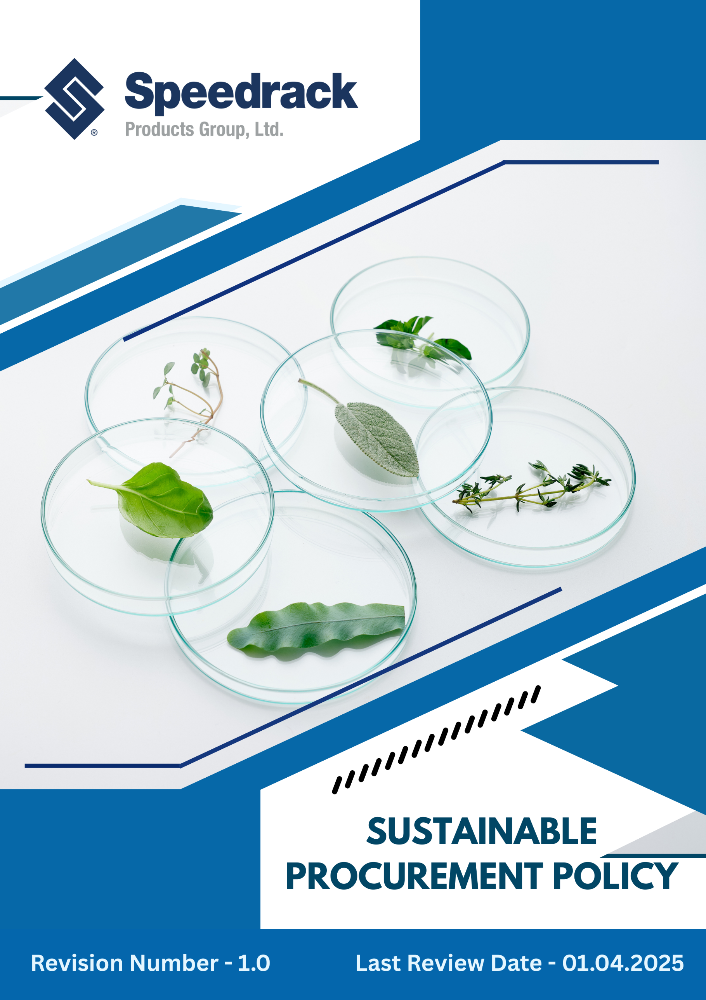 Speedrack
Products Group, Ltd.
®
SUSTAINABLE
PROCUREMENT POLICY
Revision Number - 1.0
Last Review Date - 01.04.2025